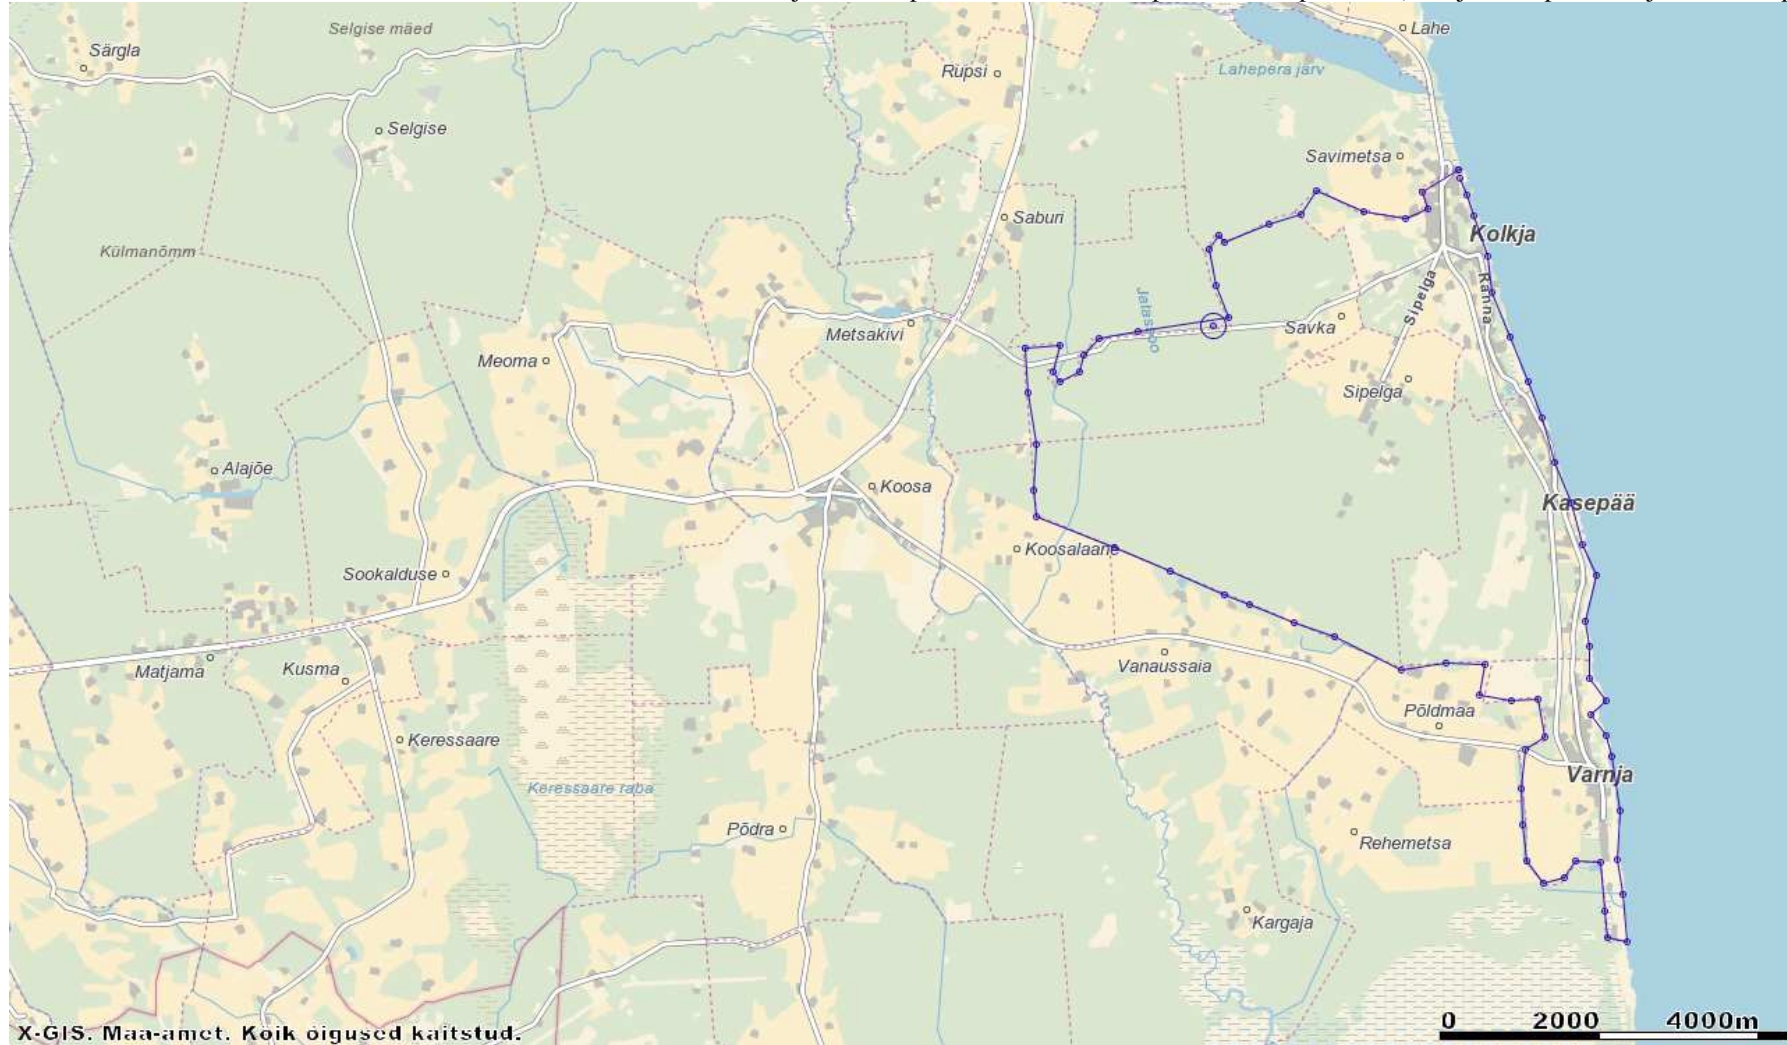 Selgise mäed
Lahe
Särgla
Rupsi
Lahepera järv
Selgise
Savimetsa
Saburi
Kolkja
Külmanõmm
Sipelga
Ranna
Metsakivi
Savka
Meoma
Sipelga
Alajõe
Koosa
Kasepää
Koosalaane
Sookalduse
Matjama
Kusma
Vanaussaia
Põldmaa
Keressaare
Varnja
Keressaare raba
Põdra
Rehemetsa
Kargaja
X-GIS. Maa-amet. Kõik õigused kaitstud.
0 2000 4000m